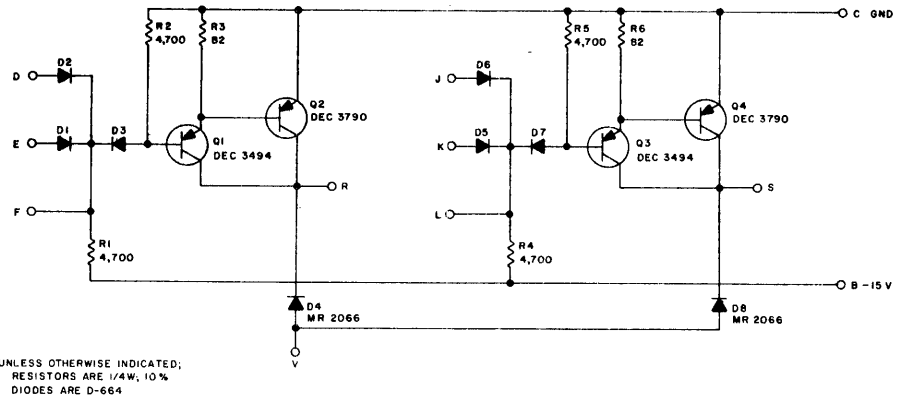 R2
4,700
R3
82
R5
4,700
R6
82
C GND
D2
D
D6
J
Q2
DEC 3790
Q4
DEC 3790
D1
E
D3
Q1
DEC 3494
D5
K
D7
Q3
DEC 3494
R
S
F
L
R1
4,700
R4
4,700
B -15V
D4
MR 2066
D8
MR 2066
V
UNLESS OTHERWISE INDICATED;
RESISTORS ARE 1/4W; 10%
DIODES ARE D-664